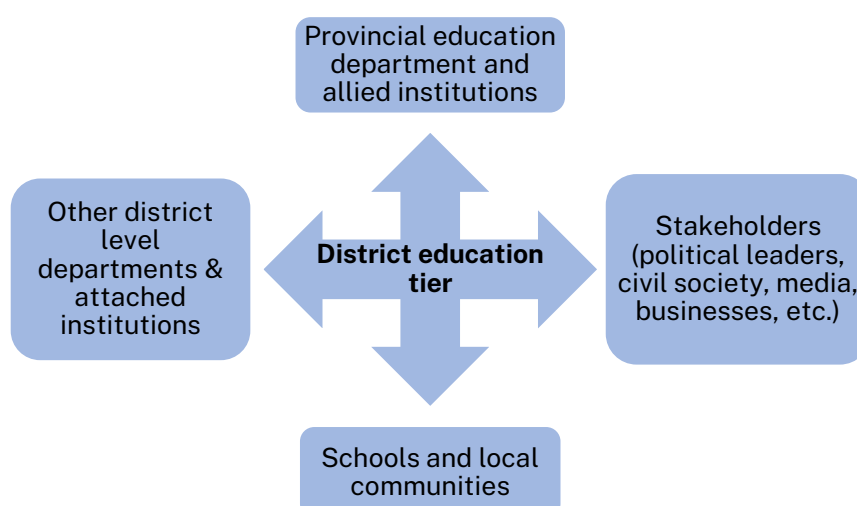 Provincial education
department and
allied institutions
Other district
level
departments &
attached
institutions
District education
tier
Stakeholders
(political leaders,
civil society, media,
businesses, etc.)
Schools and local
communities